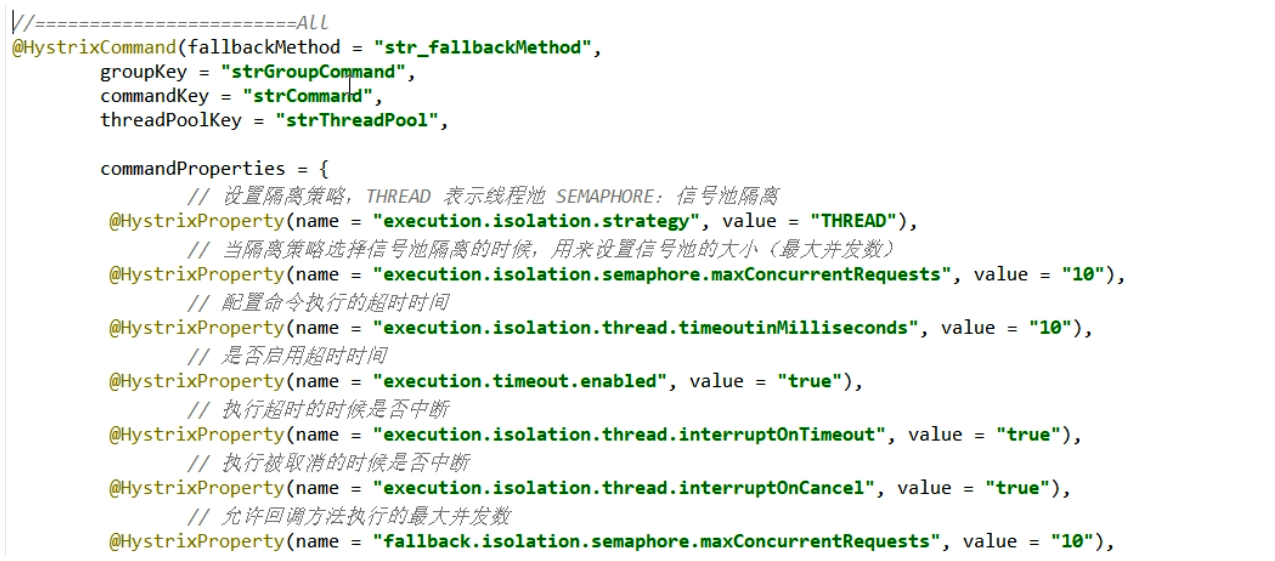 //========================All
@HystrixCommand(fallbackMethod = "str_fallbackMethod",
groupKey = "strGroupCommand",
commandKey = "strCommand",
threadPoolKey = "strThreadPool",
commandProperties = {
// 设置隔离策略，THREAD 表示线程池 SEMAPHORE：信号池隔离
@HystrixProperty(name = "execution.isolation.strategy", value = "THREAD"),
// 当隔离策略选择信号池隔离的时候，用来设置信号池的大小（最大并发数）
@HystrixProperty(name = "execution.isolation.semaphore.maxConcurrentRequests", value = "10"),
// 配置命令执行的超时时间
@HystrixProperty(name = "execution.isolation.thread.timeoutinMilliseconds", value = "10"),
// 是否启用超时时间
@HystrixProperty(name = "execution.timeout.enabled", value = "true"),
// 执行超时的时候是否中断
@HystrixProperty(name = "execution.isolation.thread.interruptOnTimeout", value = "true"),
// 执行被取消的时候是否中断
@HystrixProperty(name = "execution.isolation.thread.interruptOnCancel", value = "true"),
// 允许回调方法执行的最大并发数
@HystrixProperty(name = "fallback.isolation.semaphore.maxConcurrentRequests", value = "10"),